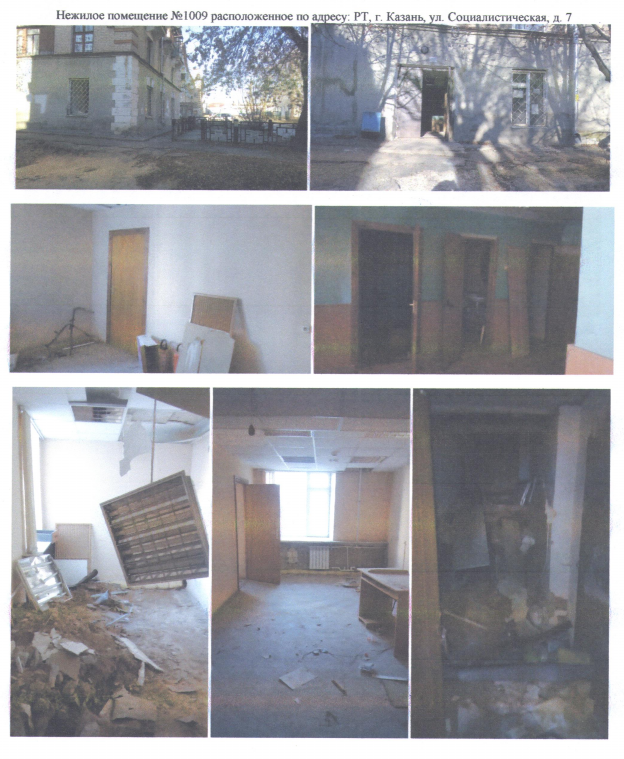 Нежилое помещение №1009 расположенное по адресу: РТ, г. Казань, ул. Социалистическая, д. 7